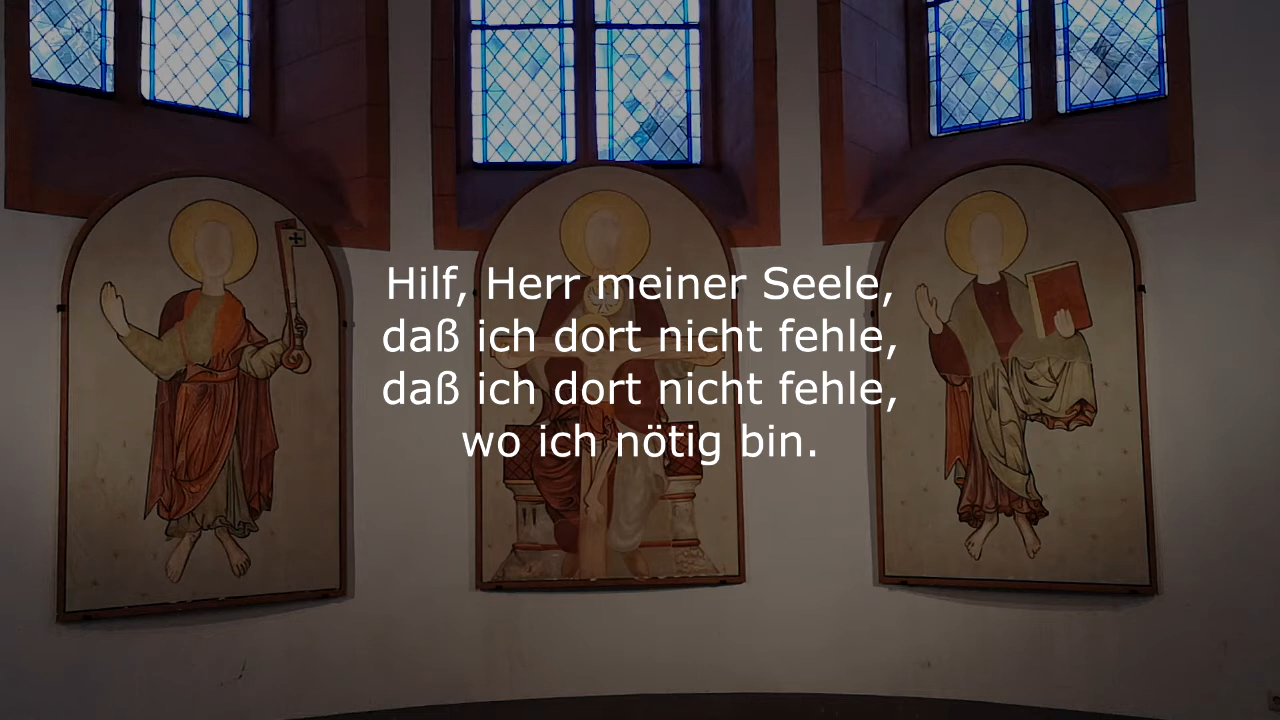 Hilf, Herr meiner Seele,
daß ich dort nicht fehle,
daß ich dort nicht fehle,
wo ich nötig bin.